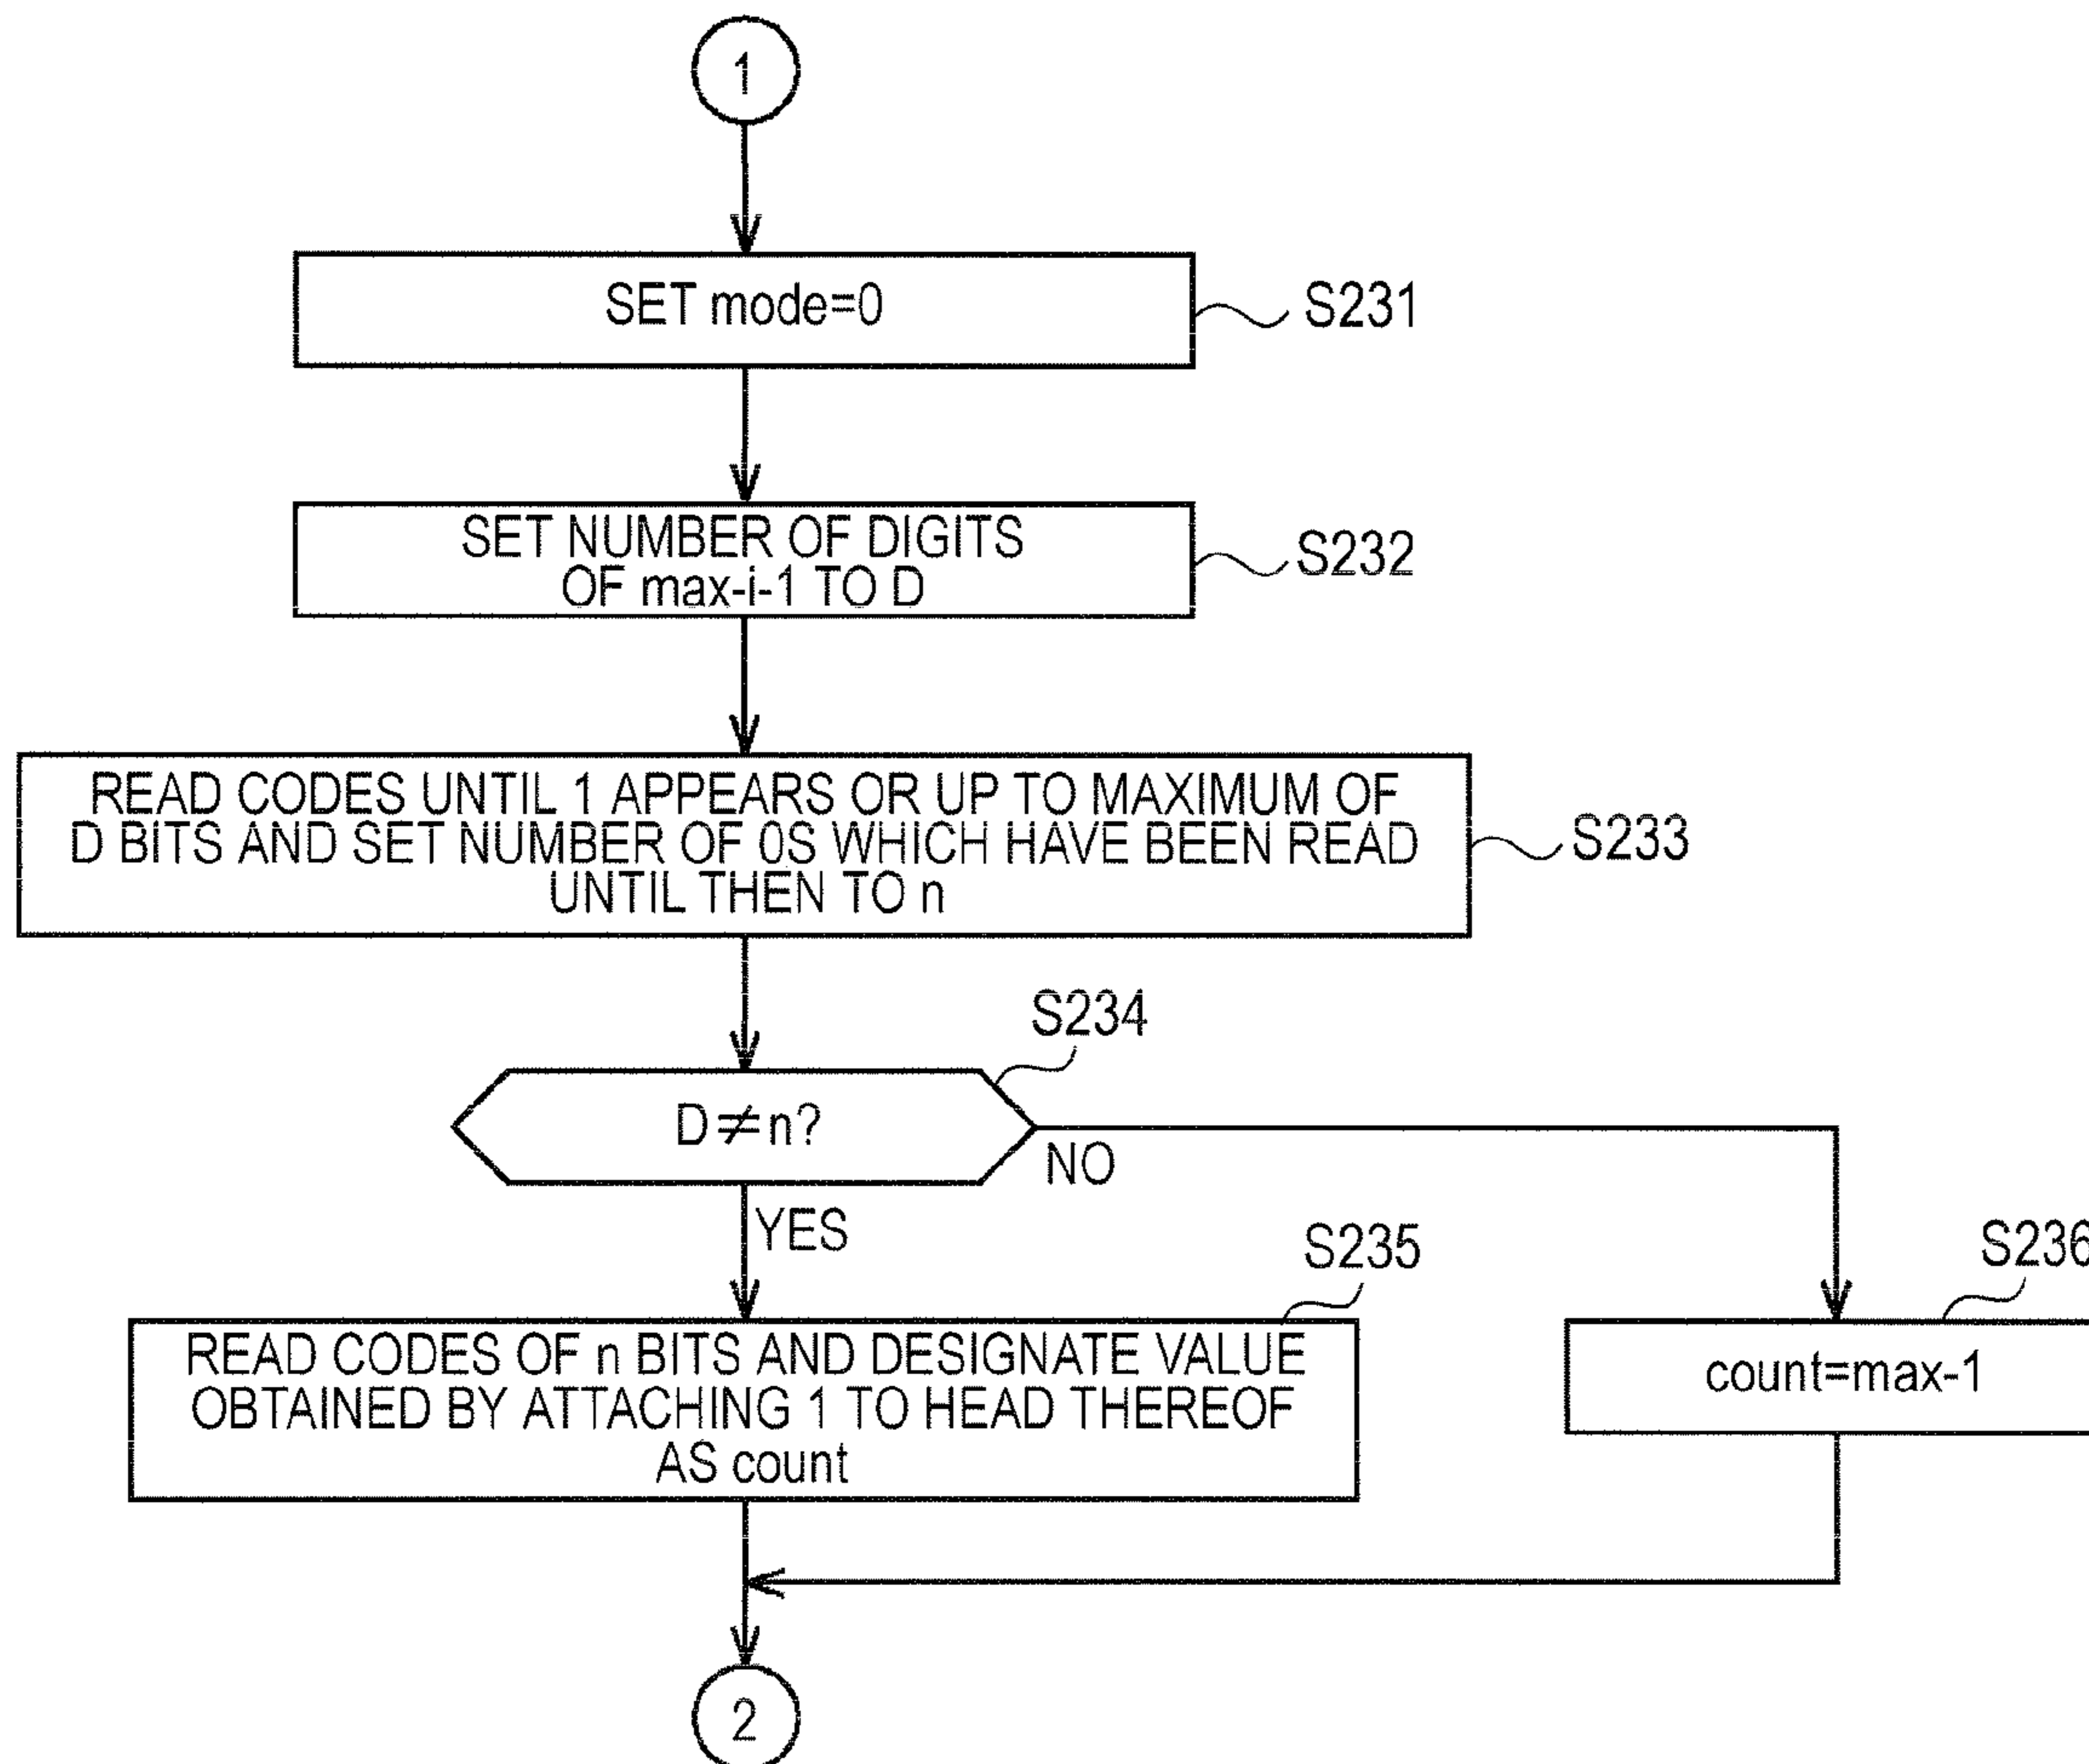 1
SET mode=0
S231
SET NUMBER OF DIGITS
OF max-i-1 TO D
S232
READ CODES UNTIL 1 APPEARS OR UP TO MAXIMUM OF
D BITS AND SET NUMBER OF 0S WHICH HAVE BEEN READ
UNTIL THEN TO n
S233
S234
D≠n?
NO
YES
S235
READ CODES OF n BITS AND DESIGNATE VALUE
OBTAINED BY ATTACHING 1 TO HEAD THEREOF
AS count
S236
count=max-1
2